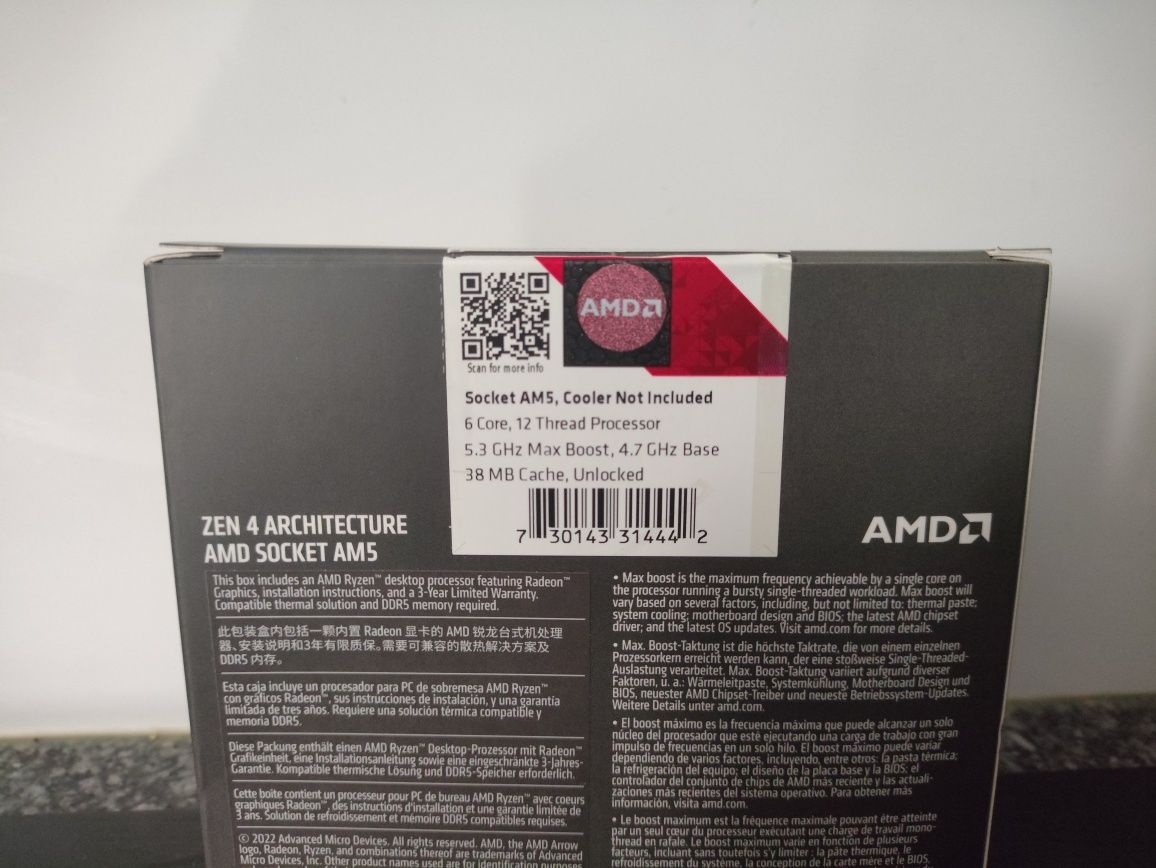 AMD
Scan for more info
Socket AM5, Cooler Not Included
6 Core, 12 Thread Processor
5.3 GHz Max Boost, 4.7 GHz Base
38 MB Cache, Unlocked
7 30143 31444 2
ZEN 4 ARCHITECTURE
AMD SOCKET AM5
AMD
This box includes an AMD Ryzen™ desktop processor featuring Radeon™
Graphics, installation instructions, and a 3-Year Limited Warranty.
Compatible thermal solution and DDR5 memory required.
此包装盒内包括一颗内置 Radeon 显卡的 AMD 锐龙台式机处理
器、安装说明和3年有限质保。需要可兼容的散热解决方案及
DDR5 内存。
Esta caja incluye un procesador para PC de sobremesa AMD Ryzen™
con gráficos Radeon™, sus instrucciones de instalación, y una garantía
limitada de tres años. Requiere una solución térmica compatible y
memoria DDR5.
Diese Packung enthält einen AMD Ryzen™ Desktop-Prozessor mit Radeon™
Grafikeinheit, eine Installationsanleitung sowie eine eingeschränkte 3-Jahres-
Garantie. Kompatible thermische Lösung und DDR5-Speicher erforderlich.
Cette boîte contient un processeur pour PC de bureau AMD Ryzen™ avec coeurs
graphiques Radeon™, des instructions d'installation et une garantie limitée de
3 ans. Solution de refroidissement et mémoire DDR5 compatibles requises.
© 2022 Advanced Micro Devices. All rights reserved. AMD, the AMD Arrow
logo, Radeon, Ryzen, and combinations thereof are trademarks of Advanced
Micro Devices, Inc. Other product names used are for identification purposes
• Max boost is the maximum frequency achievable by a single core on
the processor running a bursty single-threaded workload. Max boost will
vary based on several factors, including, but not limited to: thermal paste;
system cooling; motherboard design and BIOS; the latest AMD chipset
driver; and the latest OS updates. Visit amd.com for more details.
• Max. Boost-Taktung ist die höchste Taktrate, die von einem einzelnen
Prozessorkern erreicht werden kann, der eine stoßweise Single-Threaded-
Auslastung verarbeitet. Max. Boost-Taktung variiert aufgrund diverser
Faktoren, u. a.: Wärmeleitpaste, Systemkühlung, Motherboard Design und
BIOS, neuester AMD Chipset-Treiber und neueste Betriebssystem-Updates.
Weitere Details unter amd.com.
• El boost máximo es la frecuencia máxima que puede alcanzar un solo
núcleo del procesador que esté ejecutando una carga de trabajo con gran
impulso de frecuencias en un solo hilo. El boost máximo puede variar
dependiendo de varios factores, incluyendo, entre otros: la pasta térmica;
la refrigeración del equipo; el diseño de la placa base y la BIOS; el
controlador del conjunto de chips de AMD más reciente y las actuali-
zaciones más recientes del sistema operativo. Para obtener más
información, visita amd.com.
• Le boost maximum est la fréquence maximale pouvant être atteinte
par un seul cœur du processeur exécutant une charge de travail mono-
thread en rafale. Le boost maximum varie en fonction de plusieurs
facteurs, incluant sans toutefois s'y limiter : la pâte thermique, le
refroidissement du système, la conception de la carte mère et le BIOS,